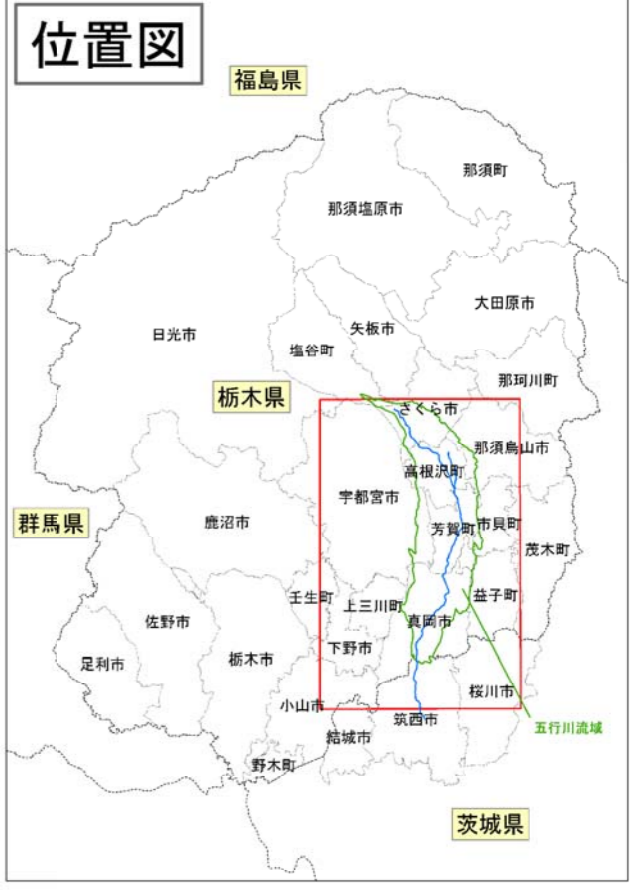 位置図
福島県
那須町
那須塩原市
大田原市
矢板市
日光市
塩谷町
那珂川町
栃木県
さくら市
那須烏山市
高根沢町
宇都宮市
群馬県
鹿沼市
芳賀町
市貝町
茂木町
壬生町
上三川町
益子町
佐野市
真岡市
下野市
足利市
栃木市
桜川市
小山市
筑西市
五行川流域
結城市
野木町
茨城県